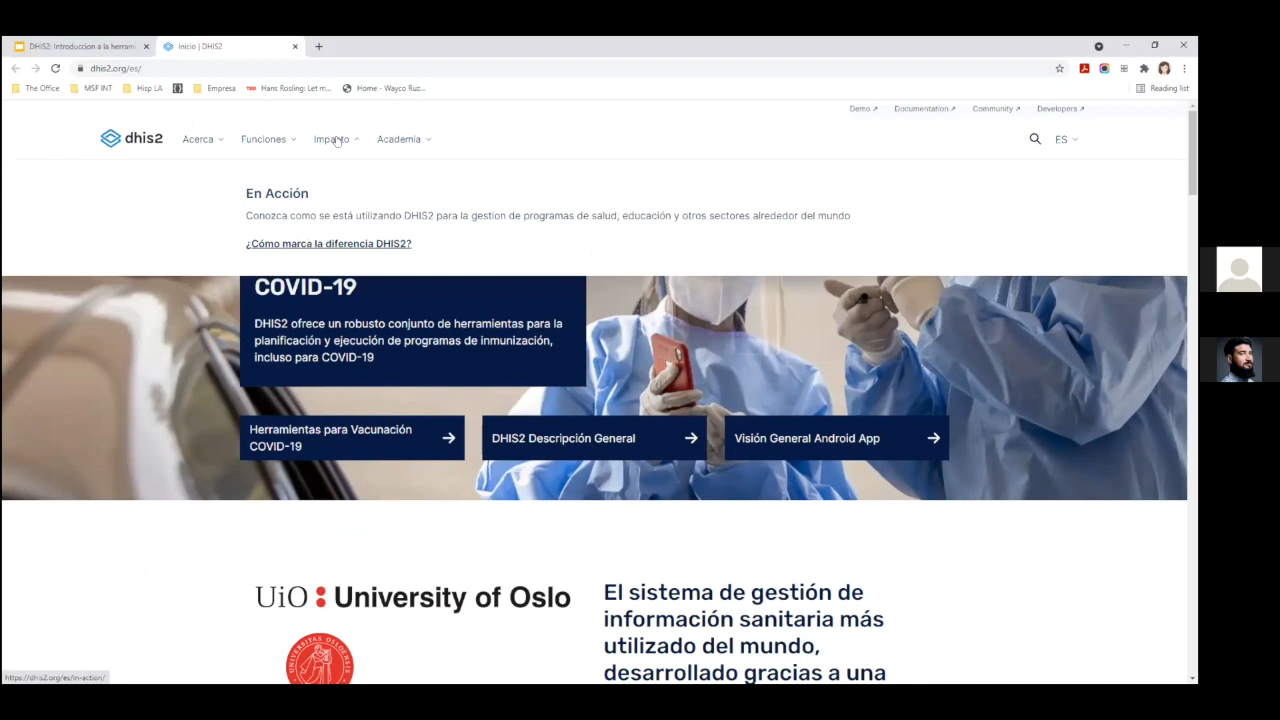 DHIS2: Introduccion a la herrami
Inicio | DHIS2
dhis2.org/es/
The Office
MSF INT
Hisp LA
Empresa
TED
Hans Rosling: Let m...
Home - Wayco Ruz...
Reading list
Demo
Documentation
Community
Developers
dhis2
Acerca
Funciones
Impacto
Academia
ES
En Acción
Conozca como se está utilizando DHIS2 para la gestion de programas de salud, educación y otros sectores alrededor del mundo
¿Cómo marca la diferencia DHIS2?
COVID-19
DHIS2 ofrece un robusto conjunto de herramientas para la
planificación y ejecución de programas de inmunización,
incluso para COVID-19
Herramientas para Vacunación
COVID-19
DHIS2 Descripción General
Visión General Android App
UiO
University of Oslo
UNIVERSITAS OSLOENSIS
El sistema de gestión de
información sanitaria más
utilizado del mundo,
desarrollado gracias a una
https://dhis2.org/es/in-action/